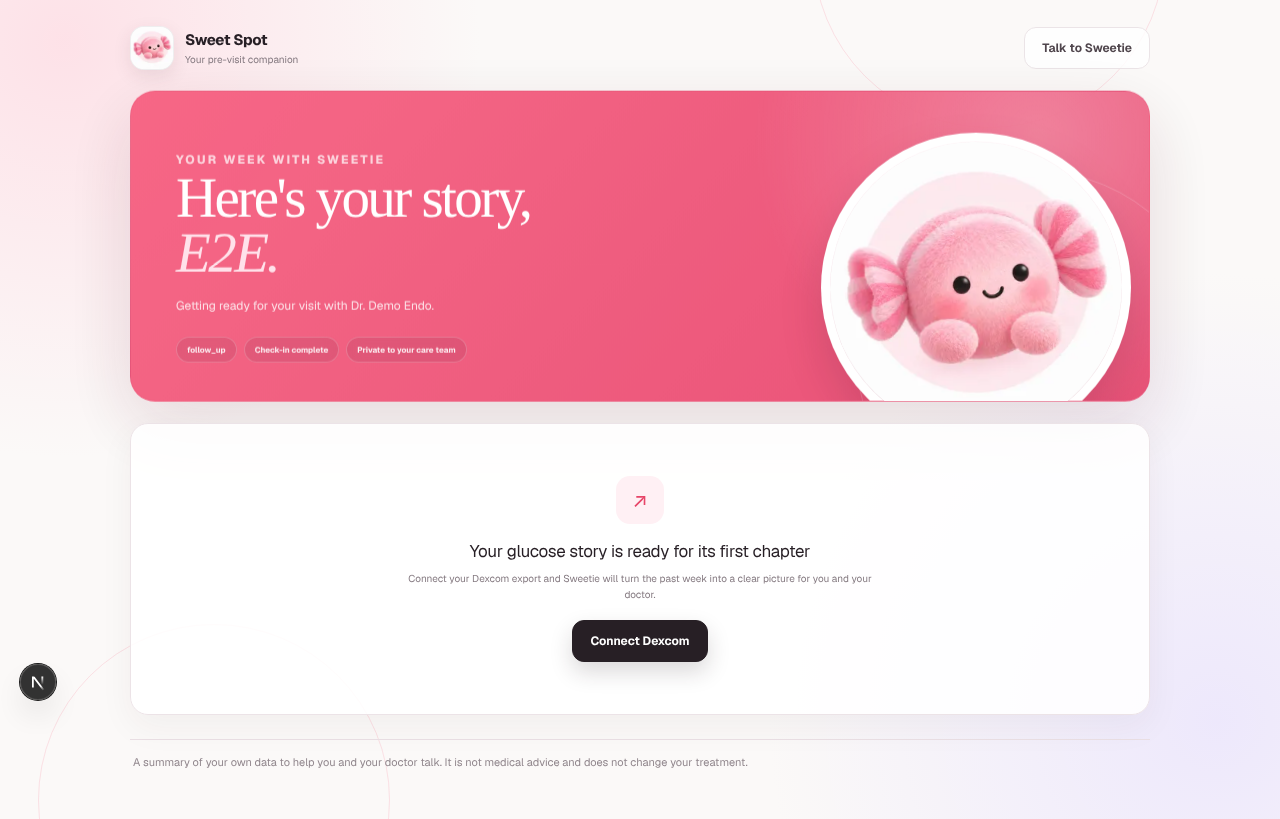 Sweet Spot
Your pre-visit companion
Talk to Sweetie
YOUR WEEK WITH SWEETIE
Here's your story,
E2E.
Getting ready for your visit with Dr. Demo Endo.
follow_up
Check-in complete
Private to your care team
Your glucose story is ready for its first chapter
Connect your Dexcom export and Sweetie will turn the past week into a clear picture for you and your
doctor.
Connect Dexcom
N
A summary of your own data to help you and your doctor talk. It is not medical advice and does not change your treatment.